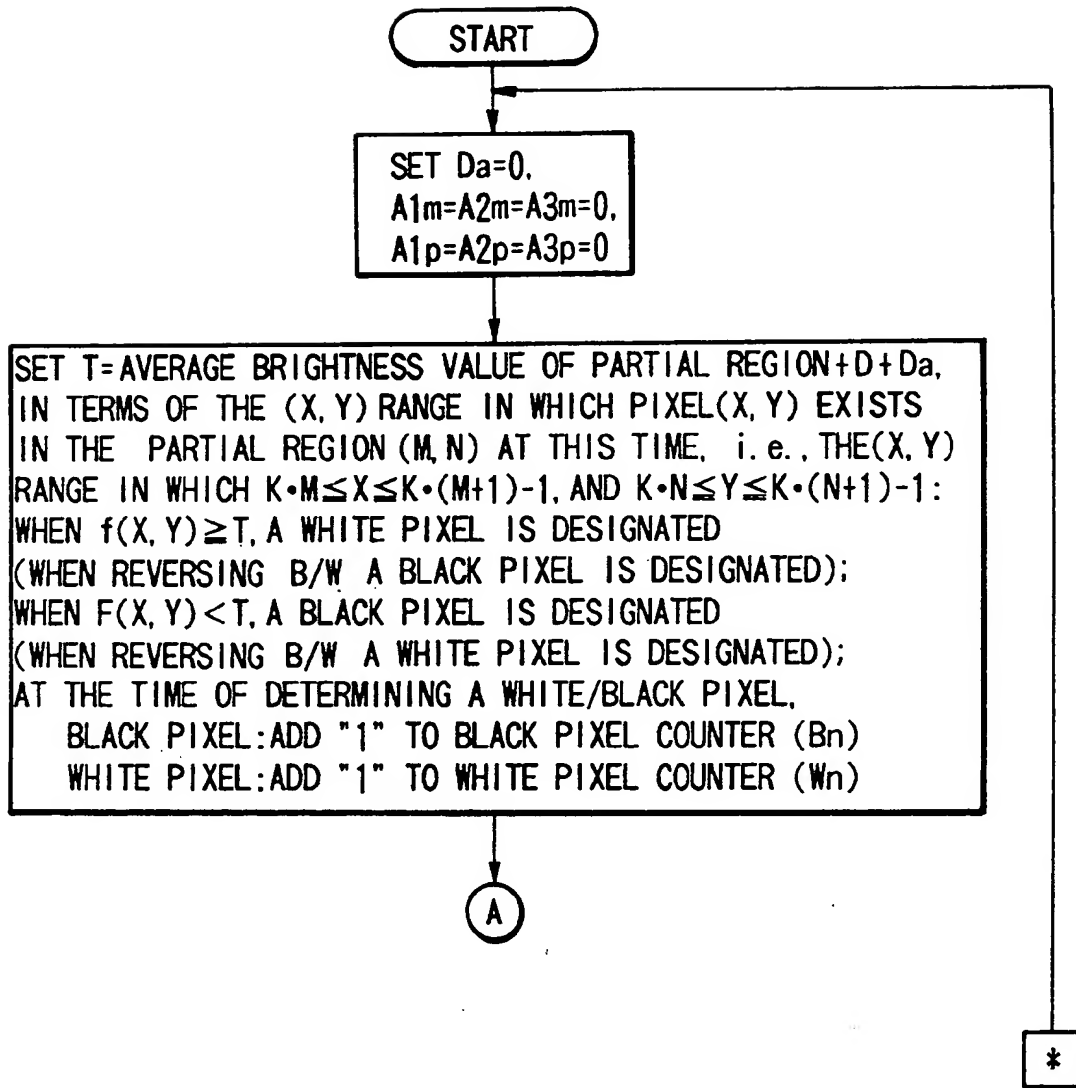 START
SET Da=0,
A1m=A2m=A3m=0,
A1p=A2p=A3p=0
SET T=AVERAGE BRIGHTNESS VALUE OF PARTIAL REGION+D+Da,
IN TERMS OF THE (X, Y) RANGE IN WHICH PIXEL(X, Y) EXISTS
IN THE PARTIAL REGION (M, N) AT THIS TIME, i.e., THE(X, Y)
RANGE IN WHICH K•M≤X≤K•(M+1)-1, AND K•N≤Y≤K•(N+1)-1:
WHEN f(X, Y)≧T, A WHITE PIXEL IS DESIGNATED
(WHEN REVERSING B/W A BLACK PIXEL IS DESIGNATED);
WHEN F(X, Y)<T, A BLACK PIXEL IS DESIGNATED
(WHEN REVERSING B/W A WHITE PIXEL IS DESIGNATED);
AT THE TIME OF DETERMINING A WHITE/BLACK PIXEL,
BLACK PIXEL:ADD "1" TO BLACK PIXEL COUNTER (Bn)
WHITE PIXEL:ADD "1" TO WHITE PIXEL COUNTER (Wn)
A
*